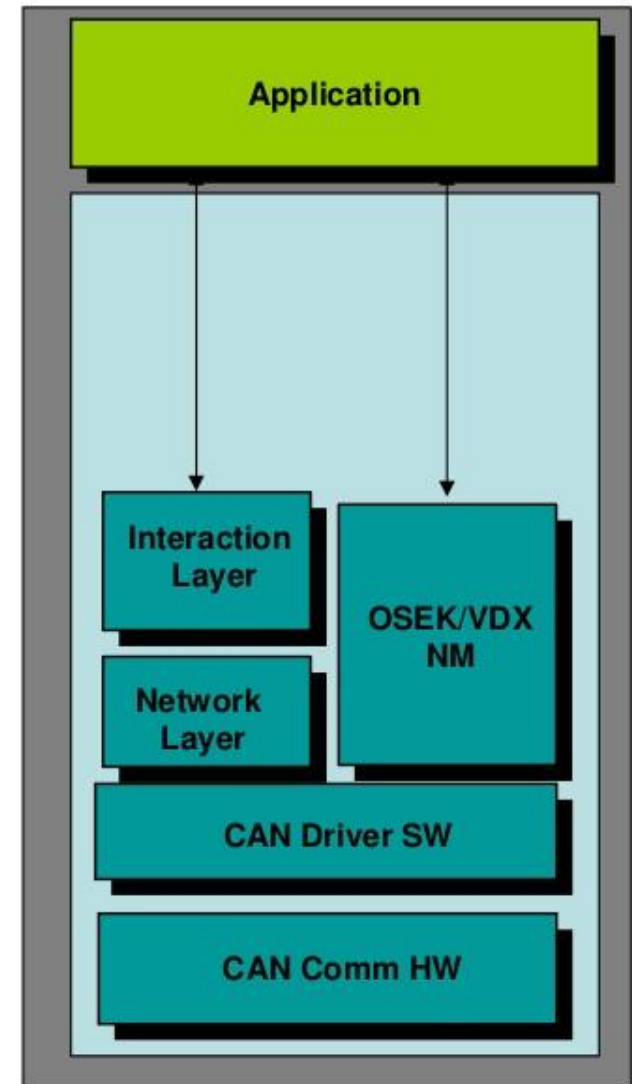 Application
Interaction
Layer
OSEK/VDX
NM
Network
Layer
CAN Driver SW
CAN Comm HW